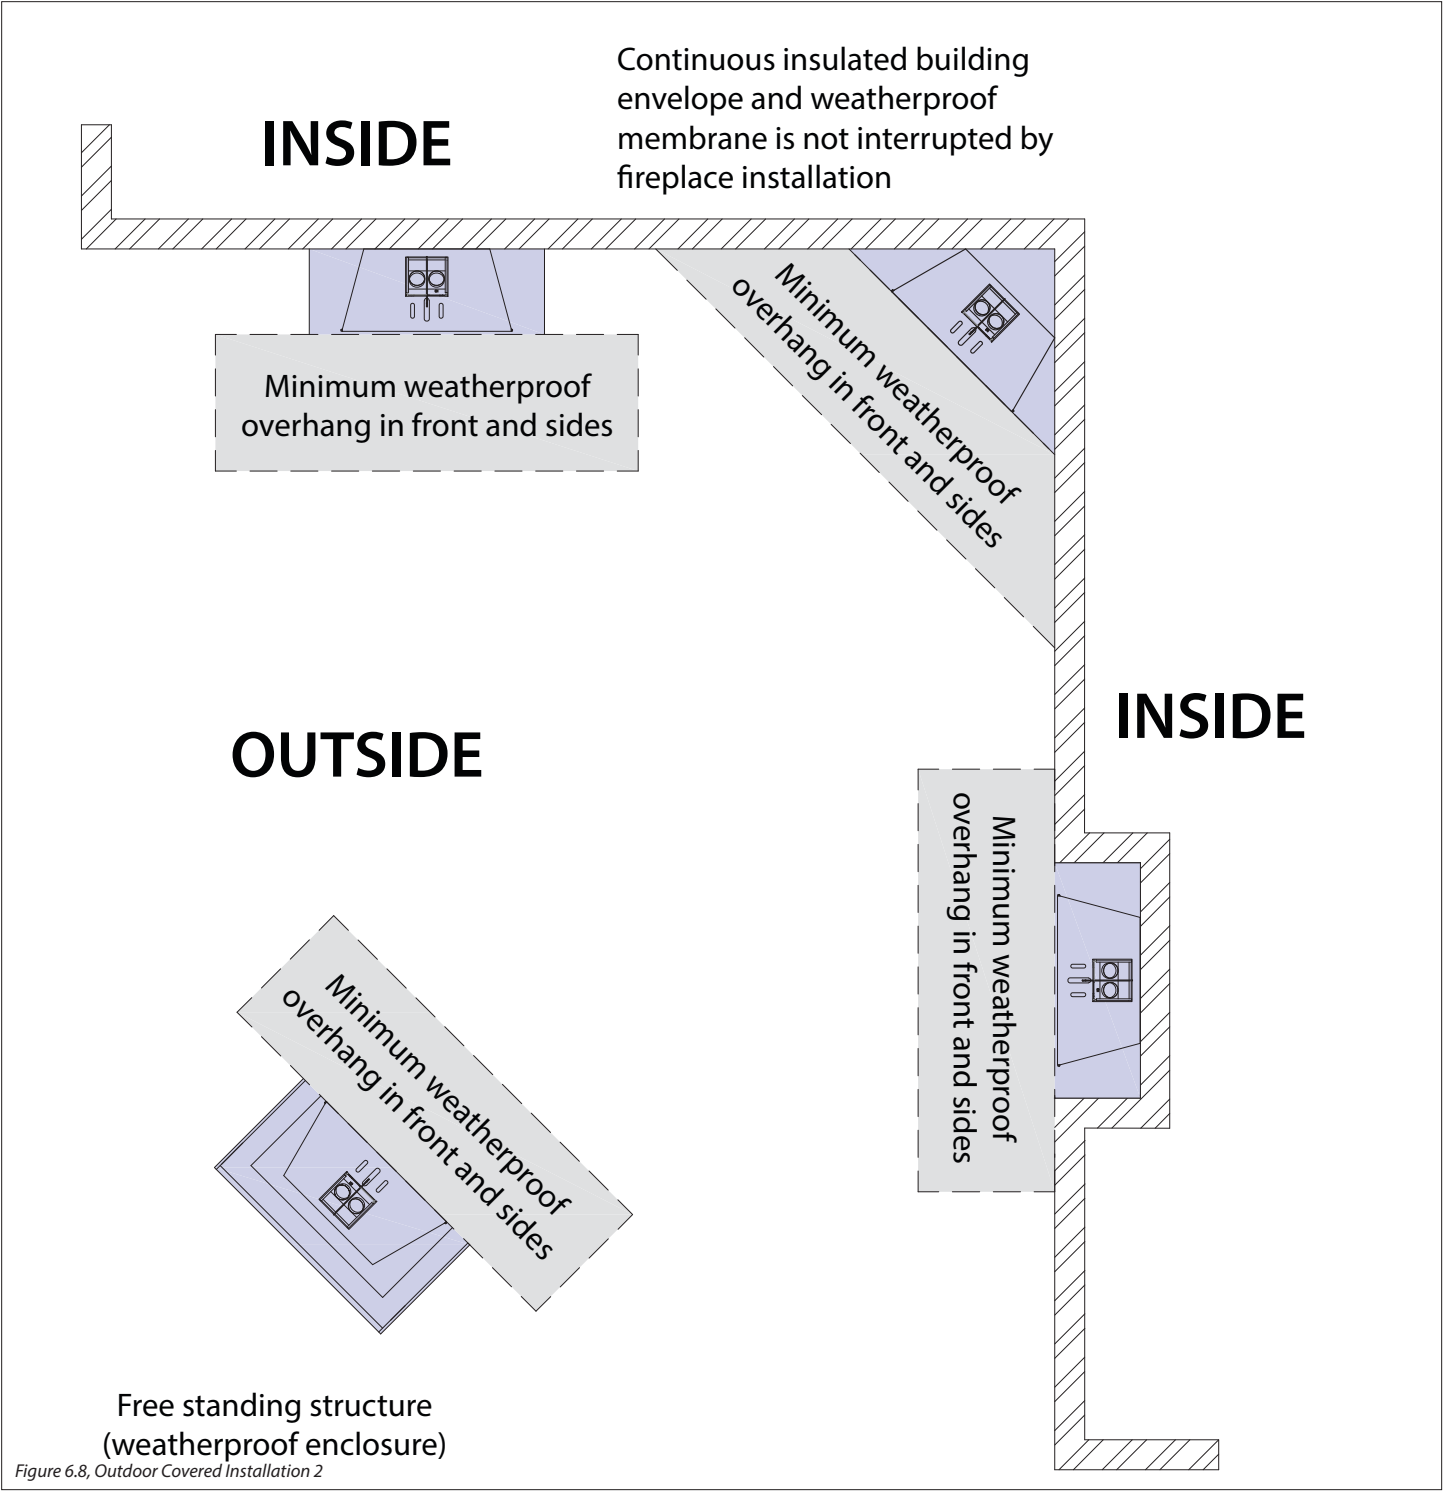 Continuous insulated building
envelope and weatherproof
membrane is not interrupted by
fireplace installation
INSIDE
Minimum weatherproof
overhang in front and sides
Minimum weatherproof
overhang in front and sides
INSIDE
OUTSIDE
Minimum weatherproof
overhang in front and sides
Minimum weatherproof
overhang in front and sides
Free standing structure
(weatherproof enclosure)
Figure 6.8, Outdoor Covered Installation 2